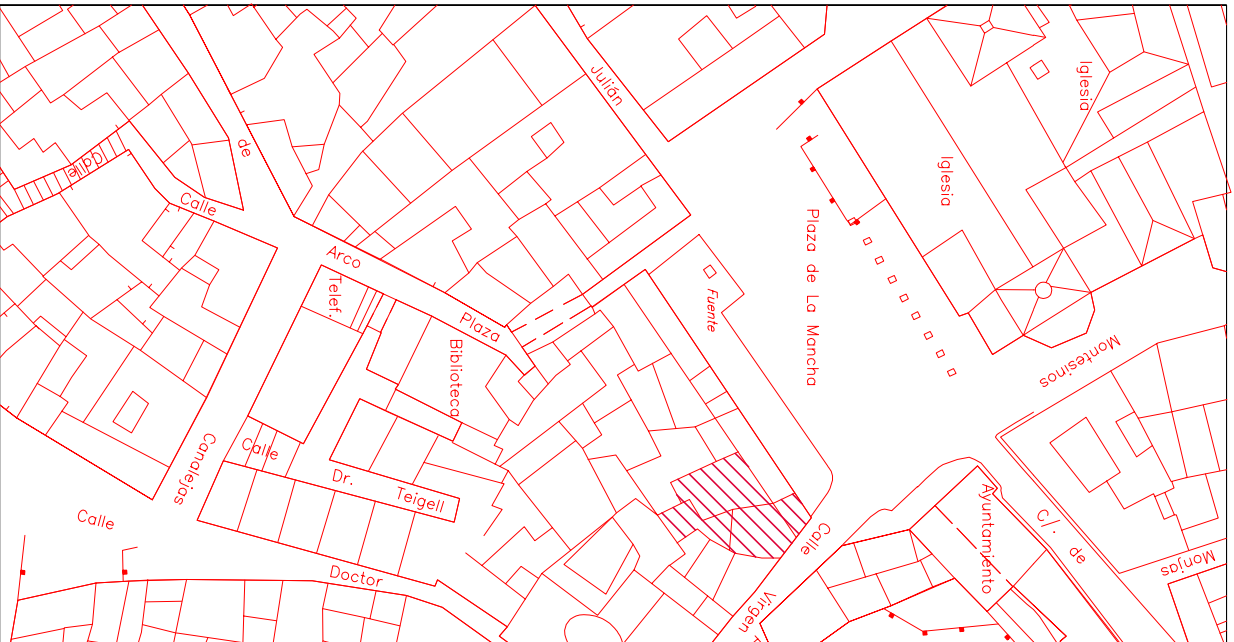 Julián
Iglesia
Iglesia
de
Calle
Calle
Plaza de La Mancha
Arco
Telef.
Fuente
Plaza
Biblioteca
Montesinos
Canalejas
Calle
Dr. Teigell
Ayuntamiento
C/. de
Monjas
Calle
Calle
Virgen
Doctor